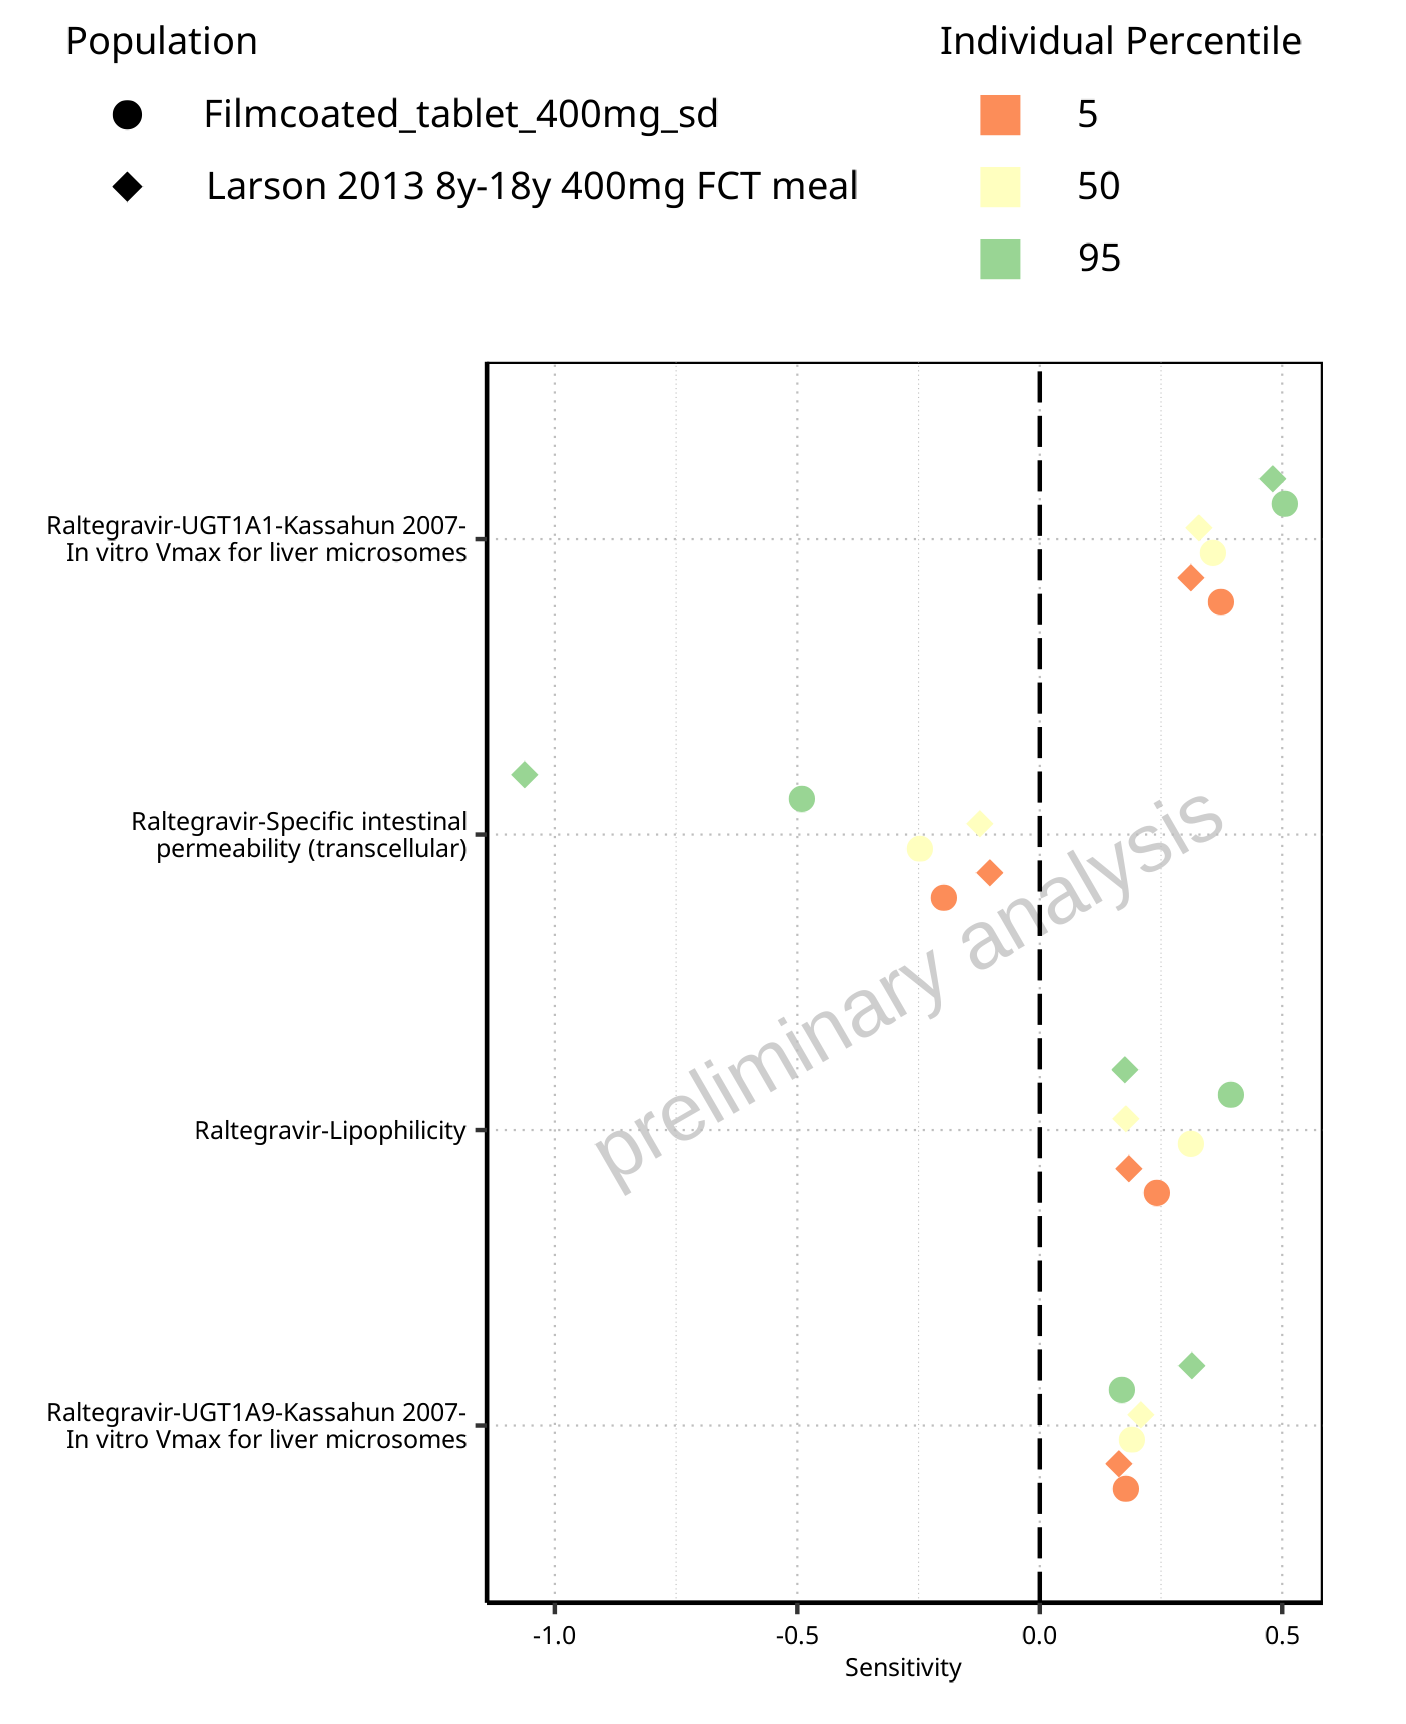 Population
Filmcoated_tablet_400mg_sd
Larson 2013 8y-18y 400mg FCT meal
Individual Percentile
5
50
95
Raltegravir-UGT1A1-Kassahun 2007-
In vitro Vmax for liver microsomes
Raltegravir-Specific intestinal
permeability (transcellular)
Raltegravir-Lipophilicity
Raltegravir-UGT1A9-Kassahun 2007-
In vitro Vmax for liver microsomes
preliminary analysis
-1.0
-0.5
0.0
0.5
Sensitivity